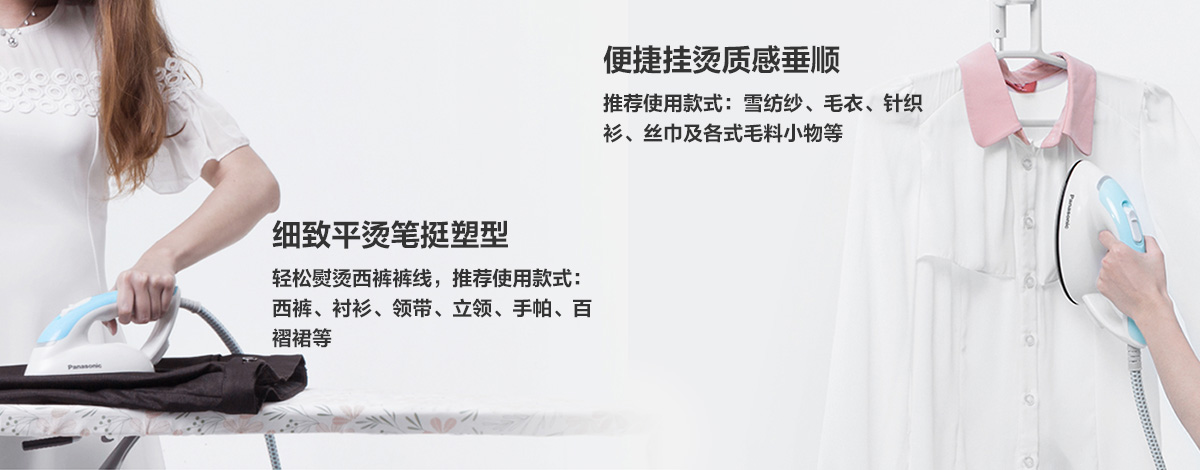 细致平烫笔挺塑型
轻松熨烫西裤裤线，推荐使用款式：
西裤、衬衫、领带、立领、手帕、百
褶裙等
Panasonic
便捷挂烫质感垂顺
推荐使用款式：雪纺纱、毛衣、针织
衫、丝巾及各式毛料小物等
Panasonic